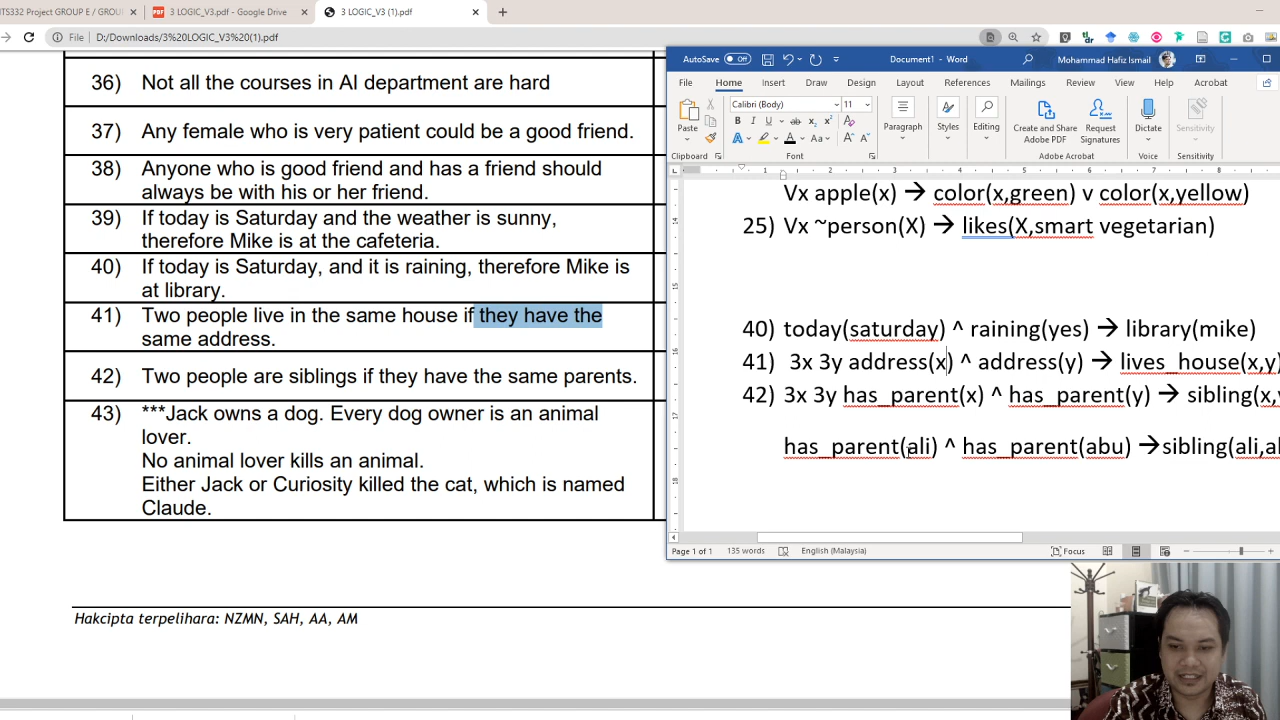 ITS332 Project GROUP E / GROUP
3 LOGIC_V3.pdf - Google Drive
3 LOGIC_V3 (1).pdf
File
D:/Downloads/3%20LOGIC_V3%20(1).pdf
36) Not all the courses in AI department are hard
37) Any female who is very patient could be a good friend.
38) Anyone who is good friend and has a friend should
always be with his or her friend.
39) If today is Saturday and the weather is sunny,
therefore Mike is at the cafeteria.
40) If today is Saturday, and it is raining, therefore Mike is
at library.
41) Two people live in the same house if they have the
same address.
42) Two people are siblings if they have the same parents.
43) ***Jack owns a dog. Every dog owner is an animal
lover.
No animal lover kills an animal.
Either Jack or Curiosity killed the cat, which is named
Claude.
Hakcipta terpelihara: NZMN, SAH, AA, AM
AutoSave Off
Document1 - Word
Mohammad Hafiz Ismail
File Home Insert Draw Design Layout References Mailings Review View Help Acrobat
Calibri (Body) 11
Paste
Paragraph
Styles
Editing
Create and Share
Adobe PDF
Request
Signatures
Dictate
Sensitivity
Clipboard Font Adobe Acrobat Voice Sensitivity
Vx apple(x) → color(x,green) v color(x,yellow)
25) Vx ~person(X) → likes(X,smart vegetarian)
40) today(saturday) ^ raining(yes) → library(mike)
41) 3x 3y address(x) ^ address(y) → lives_house(x,y)
42) 3x 3y has_parent(x) ^ has_parent(y) → sibling(x,y
has_parent(ali) ^ has_parent(abu) →sibling(ali,ab
Page 1 of 1 135 words English (Malaysia) Focus